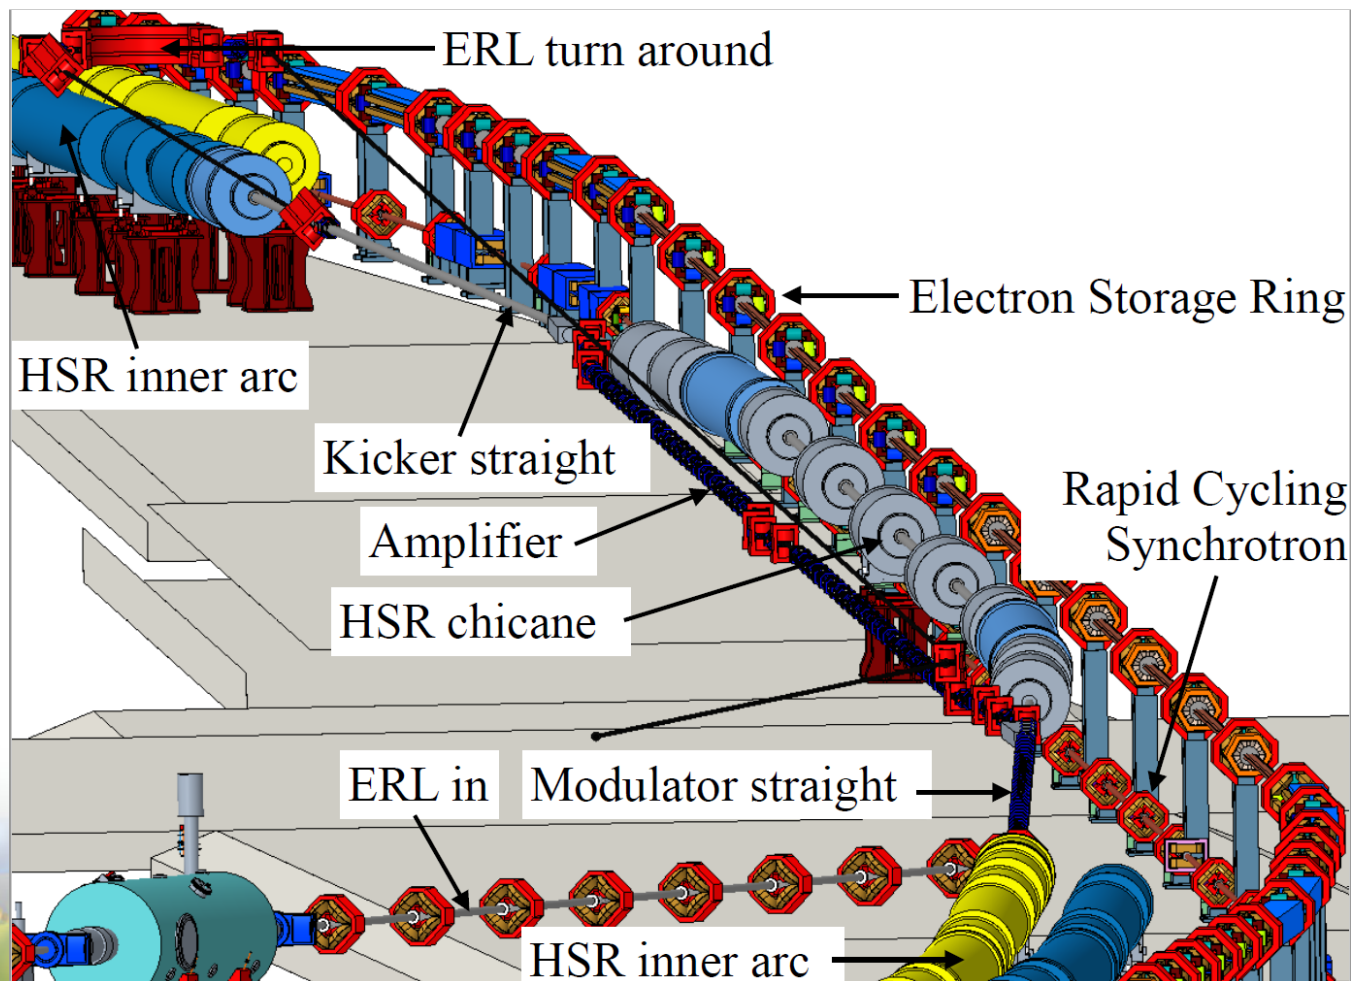 ERL turn around
Electron Storage Ring
HSR inner arc
Kicker straight
Rapid Cycling
Synchrotron
Amplifier
HSR chicane
ERL in
Modulator straight
HSR inner arc